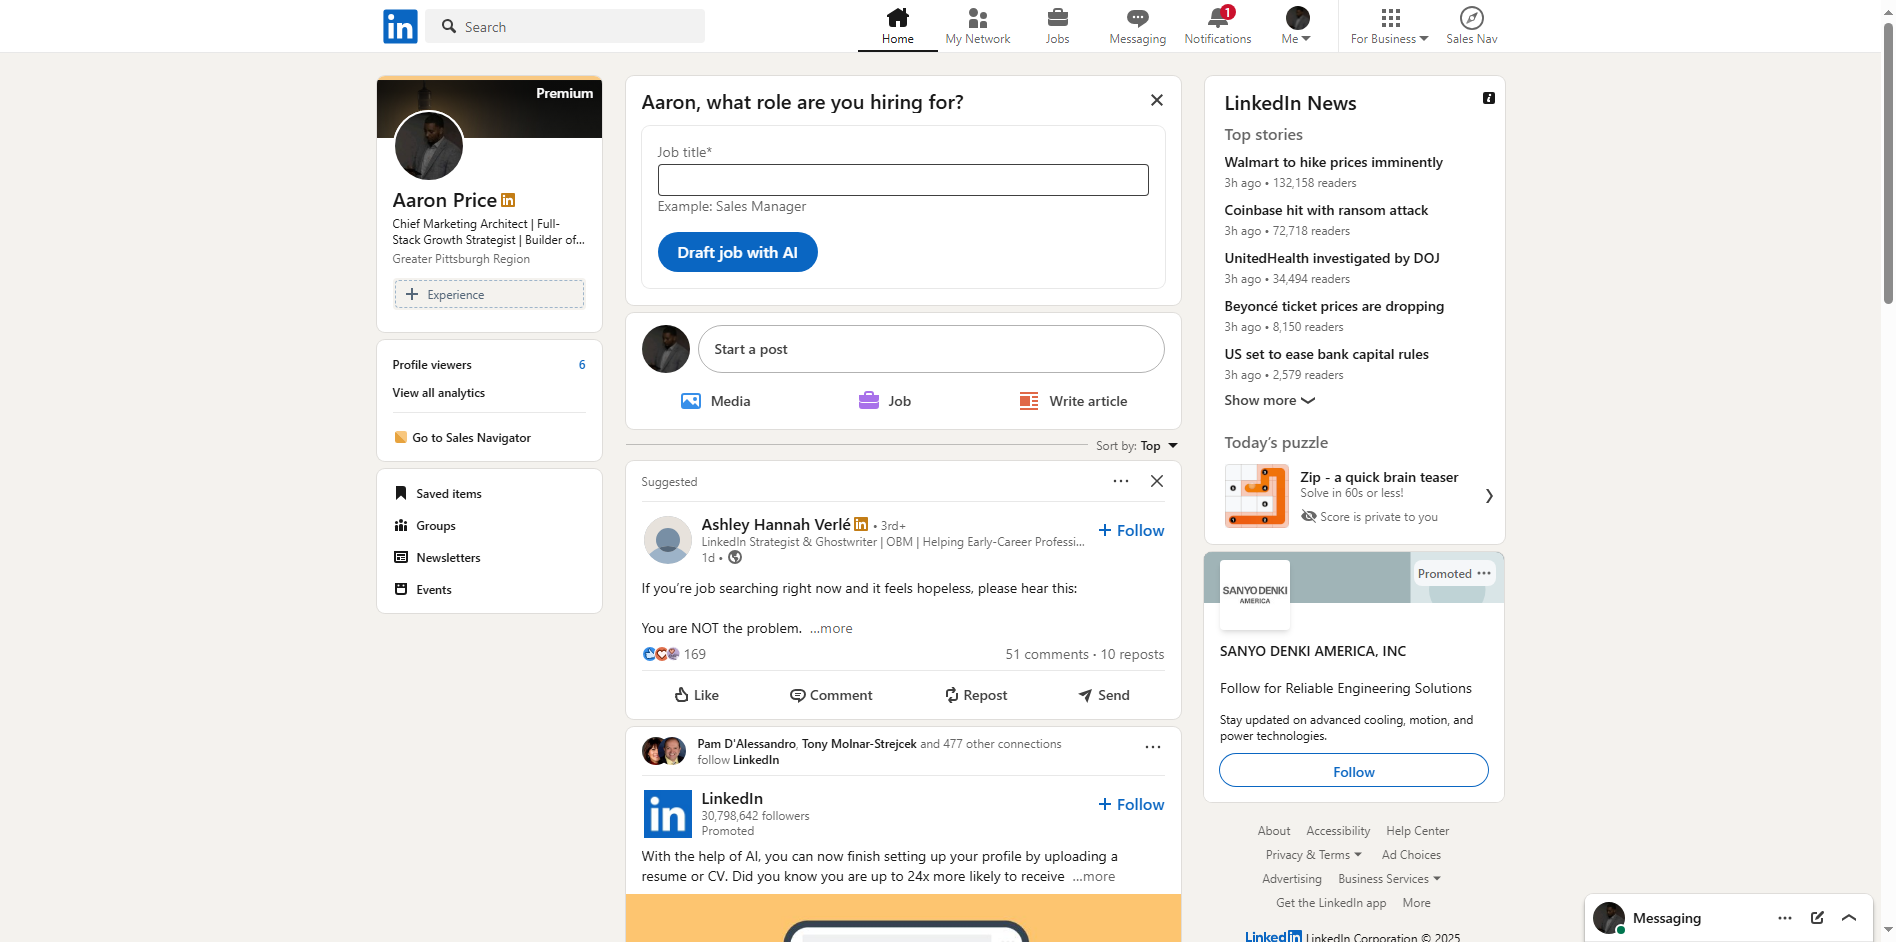 in
Search
Home
My Network
Jobs
Messaging
1
Notifications
Me
For Business
Sales Nav
Premium
Aaron Price in
Chief Marketing Architect | Full-
Stack Growth Strategist | Builder of...
Greater Pittsburgh Region
+ Experience
Profile viewers 6
View all analytics
Go to Sales Navigator
Saved items
Groups
Newsletters
Events
Aaron, what role are you hiring for?
Job title*
Example: Sales Manager
Draft job with AI
Start a post
Media
Job
Write article
Sort by: Top
Suggested
Ashley Hannah Verlé in • 3rd+
LinkedIn Strategist & Ghostwriter | OBM | Helping Early-Career Professi...
1d •
+ Follow
If you’re job searching right now and it feels hopeless, please hear this:
You are NOT the problem. ...more
169
51 comments • 10 reposts
Like
Comment
Repost
Send
Pam D'Alessandro, Tony Molnar-Strejcek and 477 other connections
follow LinkedIn
in
LinkedIn
30,798,642 followers
Promoted
+ Follow
With the help of AI, you can now finish setting up your profile by uploading a
resume or CV. Did you know you are up to 24x more likely to receive ...more
LinkedIn News
Top stories
Walmart to hike prices imminently
3h ago • 132,158 readers
Coinbase hit with ransom attack
3h ago • 72,718 readers
UnitedHealth investigated by DOJ
3h ago • 34,494 readers
Beyoncé ticket prices are dropping
3h ago • 8,150 readers
US set to ease bank capital rules
3h ago • 2,579 readers
Show more
Today’s puzzle
Zip - a quick brain teaser
Solve in 60s or less!
Score is private to you
Promoted
SANYO DENKI
AMERICA
SANYO DENKI AMERICA, INC
Follow for Reliable Engineering Solutions
Stay updated on advanced cooling, motion, and
power technologies.
Follow
About Accessibility Help Center
Privacy & Terms Ad Choices
Advertising Business Services
Get the LinkedIn app More
LinkedIn LinkedIn Corporation © 2025
Messaging